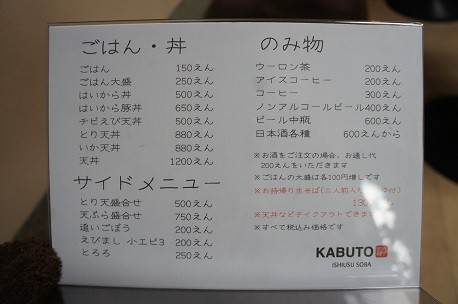 ごはん・丼
ごはん 150えん
ごはん大盛 250えん
はいから丼 500えん
はいから豚丼 650えん
チビえび天丼 500えん
とり天丼 880えん
いか天丼 880えん
天丼 1200えん
サイドメニュー
とり天盛合せ 500えん
天ぷら盛合せ 750えん
追いごぼう 200えん
えびまし 小エビ3 200えん
とろろ 250えん
のみ物
ウーロン茶 200えん
アイスコーヒー 200えん
コーヒー 300えん
ノンアルコールビール400えん
ビール中瓶 600えん
日本酒各種 600えんから
※お酒をご注文の場合、お通し代
200えんをいただきます
※ごはんの大盛は各100円増しです
※お持帰り生そば(二人前入り 付)
えん
※天丼などテイクアウトできま
※すべて税込み価格です
KABUTO
ISHIUSU SOBA